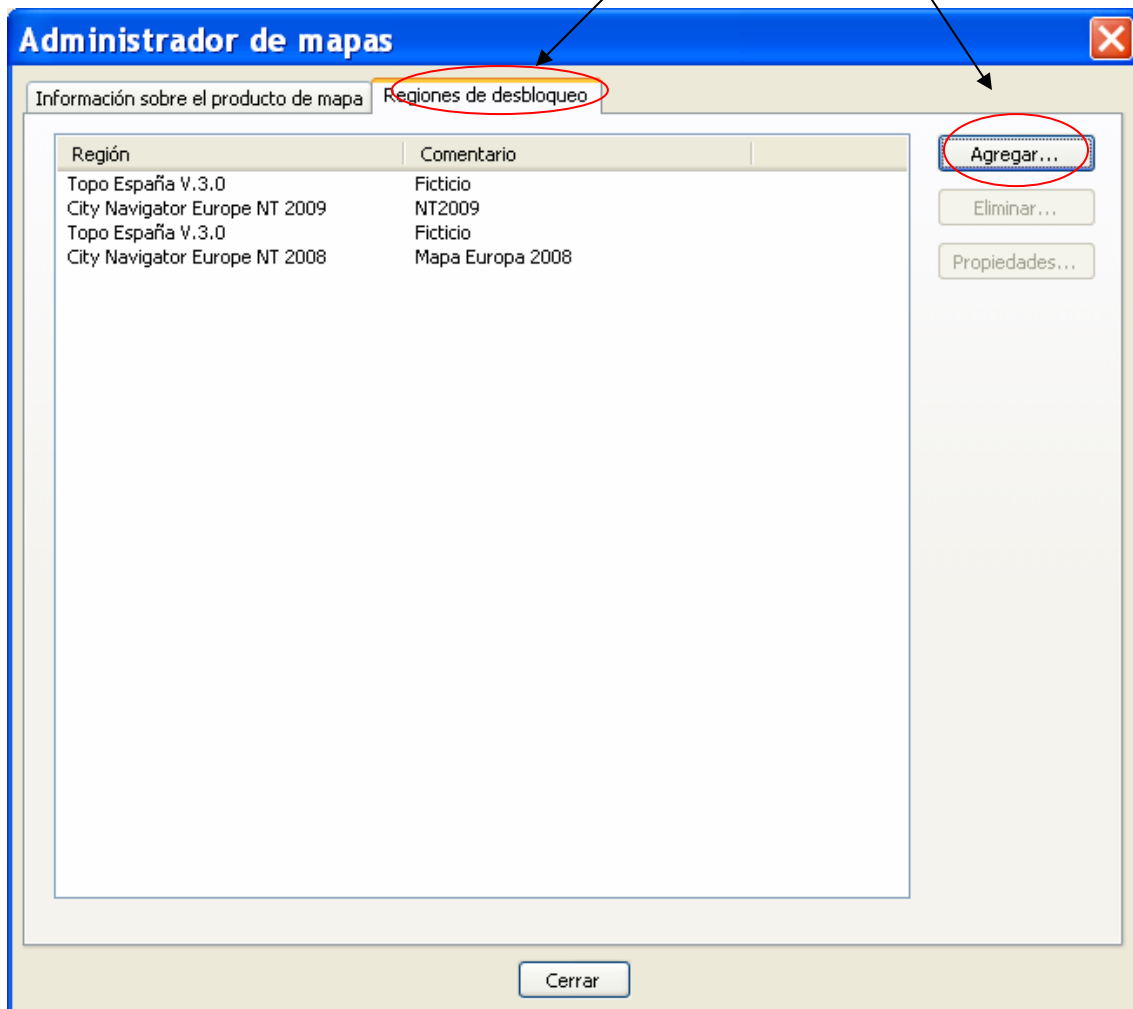 Administrador de mapas
Información sobre el producto de mapa Regiones de desbloqueo
Región Comentario Agregar...
Topo España V.3.0 Ficticio
City Navigator Europe NT 2009 NT2009 Eliminar...
Topo España V.3.0 Ficticio
City Navigator Europe NT 2008 Mapa Europa 2008 Propiedades...
Cerrar